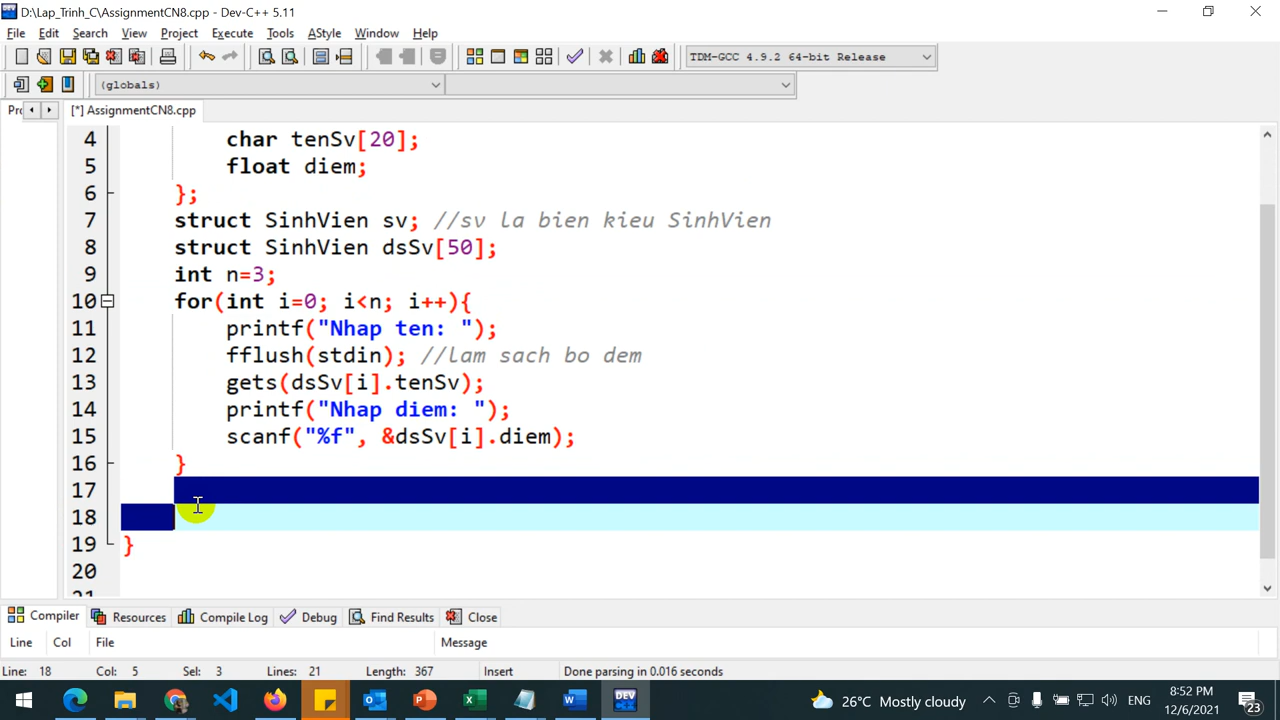 D:\Lap_Trinh_C\AssignmentCN8.cpp - Dev-C++ 5.11
File Edit Search View Project Execute Tools AStyle Window Help
TDM-GCC 4.9.2 64-bit Release
(globals)
Prc [*] AssignmentCN8.cpp
4 char tenSv[20];
5 float diem;
6 };
7 struct SinhVien sv; //sv la bien kieu SinhVien
8 struct SinhVien dsSv[50];
9 int n=3;
10 for(int i=0; i<n; i++){
11 printf("Nhap ten: ");
12 fflush(stdin); //lam sach bo dem
13 gets(dsSv[i].tenSv);
14 printf("Nhap diem: ");
15 scanf("%f", &dsSv[i].diem);
16 }
17
18
19 }
20
21
Compiler Resources Compile Log Debug Find Results Close
Line Col File Message
Line: 18 Col: 5 Sel: 3 Lines: 21 Length: 367 Insert Done parsing in 0.016 seconds
DEV
26°C Mostly cloudy ENG 8:52 PM
12/6/2021 23